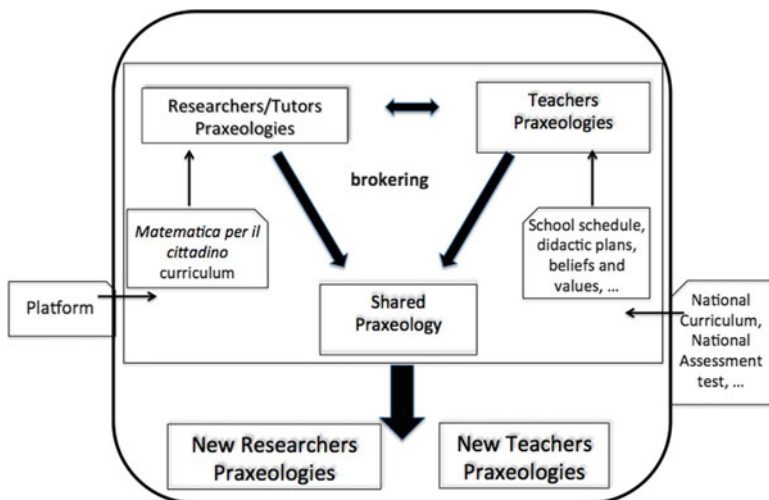 Researchers/Tutors
Praxeologies
Teachers
Praxeologies
brokering
Matematica per il
cittadino
curriculum
School schedule,
didactic plans,
beliefs and
values, ...
Platform
Shared
Praxeology
National
Curriculum,
National
Assessment
test, ...
New Researchers
Praxeologies
New Teachers
Praxeologies